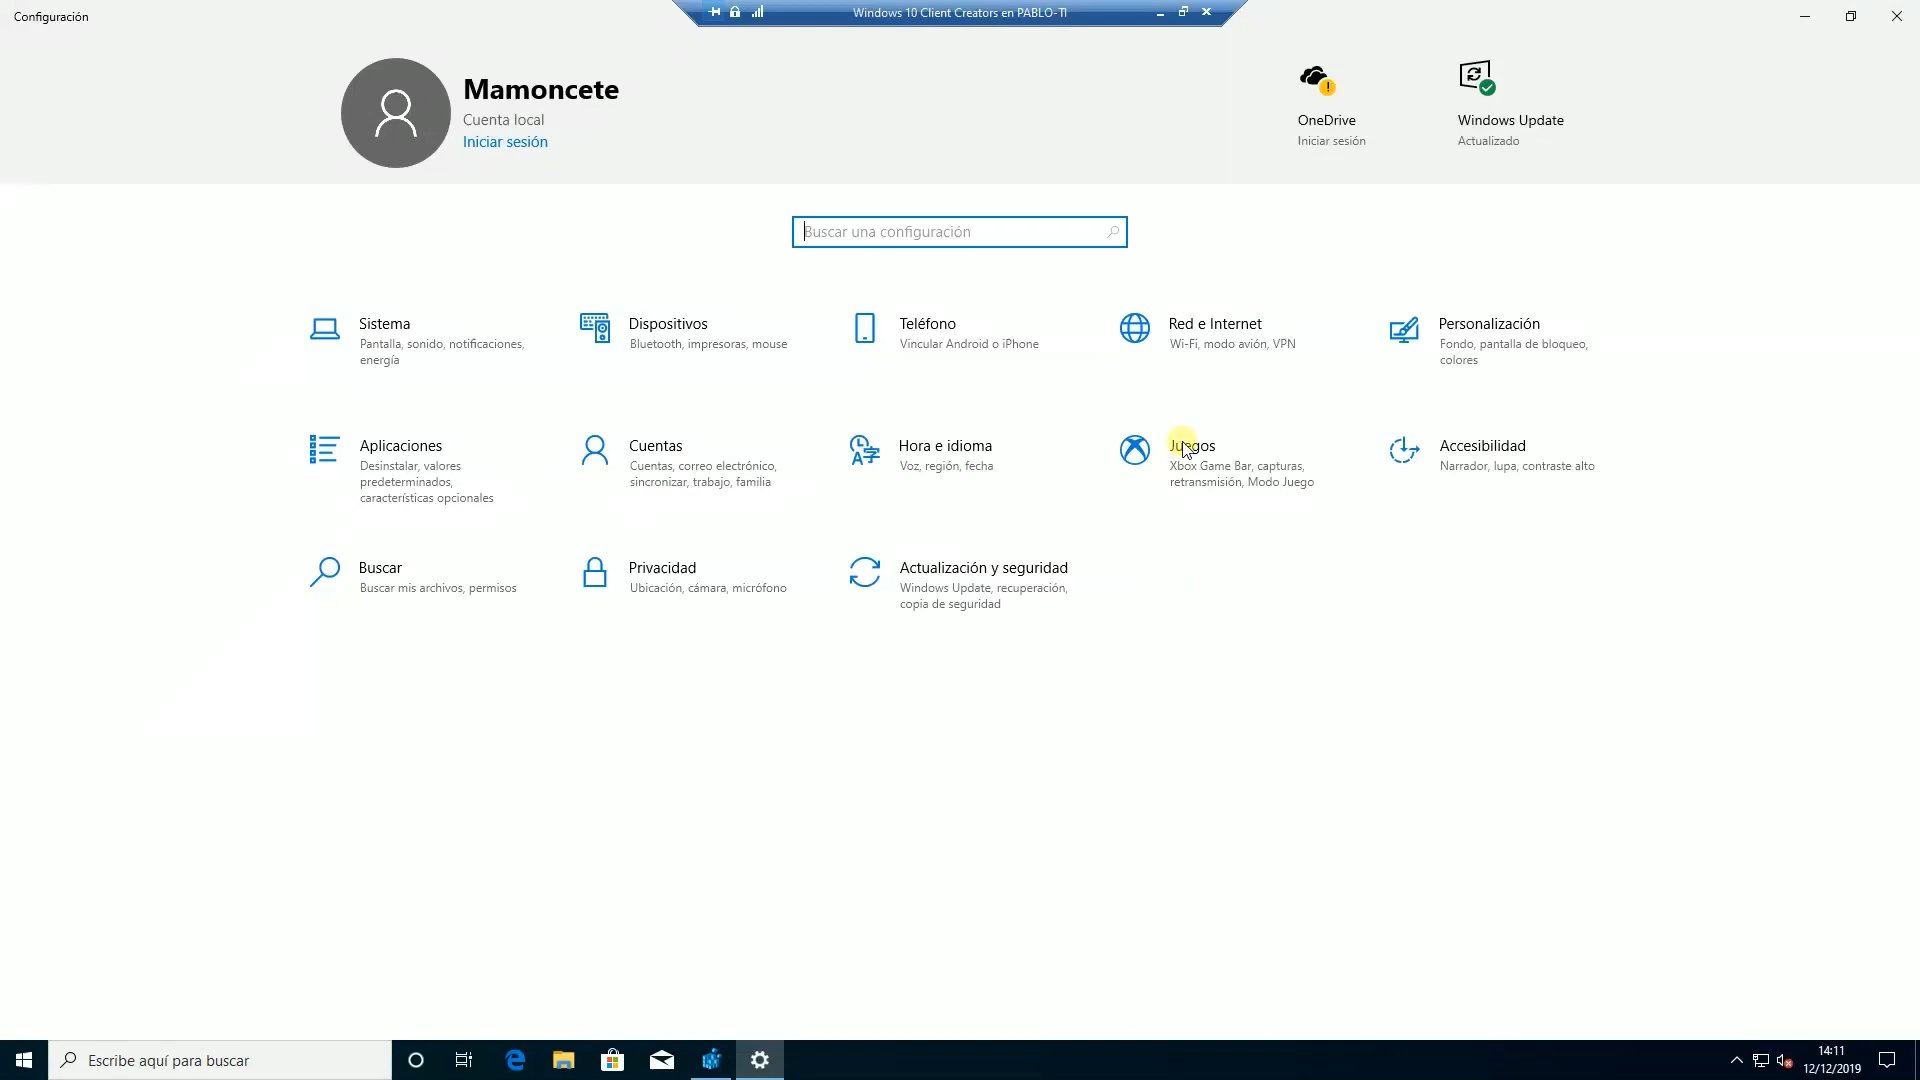 Configuración
Windows 10 Client Creators en PABLO-TI
Mamoncete
Cuenta local
Iniciar sesión
OneDrive
Iniciar sesión
Windows Update
Actualizado
Buscar una configuración
Sistema
Pantalla, sonido, notificaciones,
energía
Dispositivos
Bluetooth, impresoras, mouse
Teléfono
Vincular Android o iPhone
Red e Internet
Wi-Fi, modo avión, VPN
Personalización
Fondo, pantalla de bloqueo,
colores
Aplicaciones
Desinstalar, valores
predeterminados,
características opcionales
Cuentas
Cuentas, correo electrónico,
sincronizar, trabajo, familia
Hora e idioma
Voz, región, fecha
Juegos
Xbox Game Bar, capturas,
retransmisión, Modo Juego
Accesibilidad
Narrador, lupa, contraste alto
Buscar
Buscar mis archivos, permisos
Privacidad
Ubicación, cámara, micrófono
Actualización y seguridad
Windows Update, recuperación,
copia de seguridad
Escribe aquí para buscar
14:11
12/12/2019